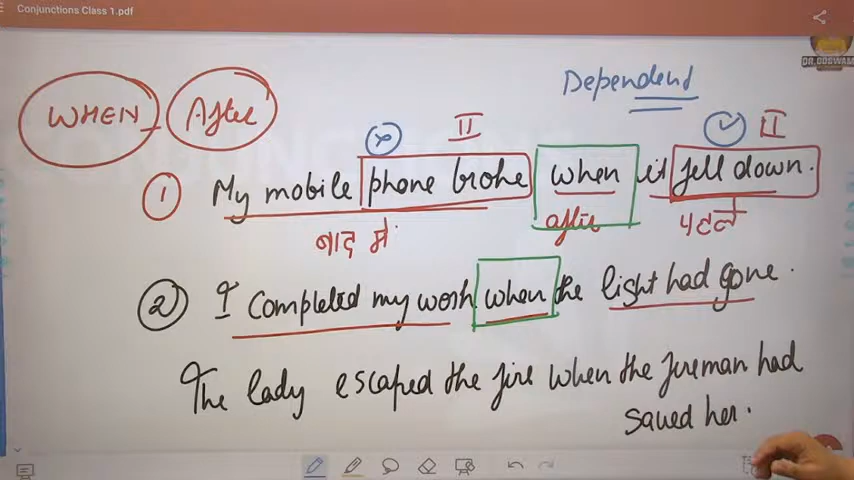 Conjunctions Class 1.pdf
DR.GOSWAMI
Dependend
WHEN After
II II
1 My mobile phone broke when it fell down.
बाद में after पहले
2 I completed my work when the light had gone.
The lady escaped the fire when the fireman had
saved her.